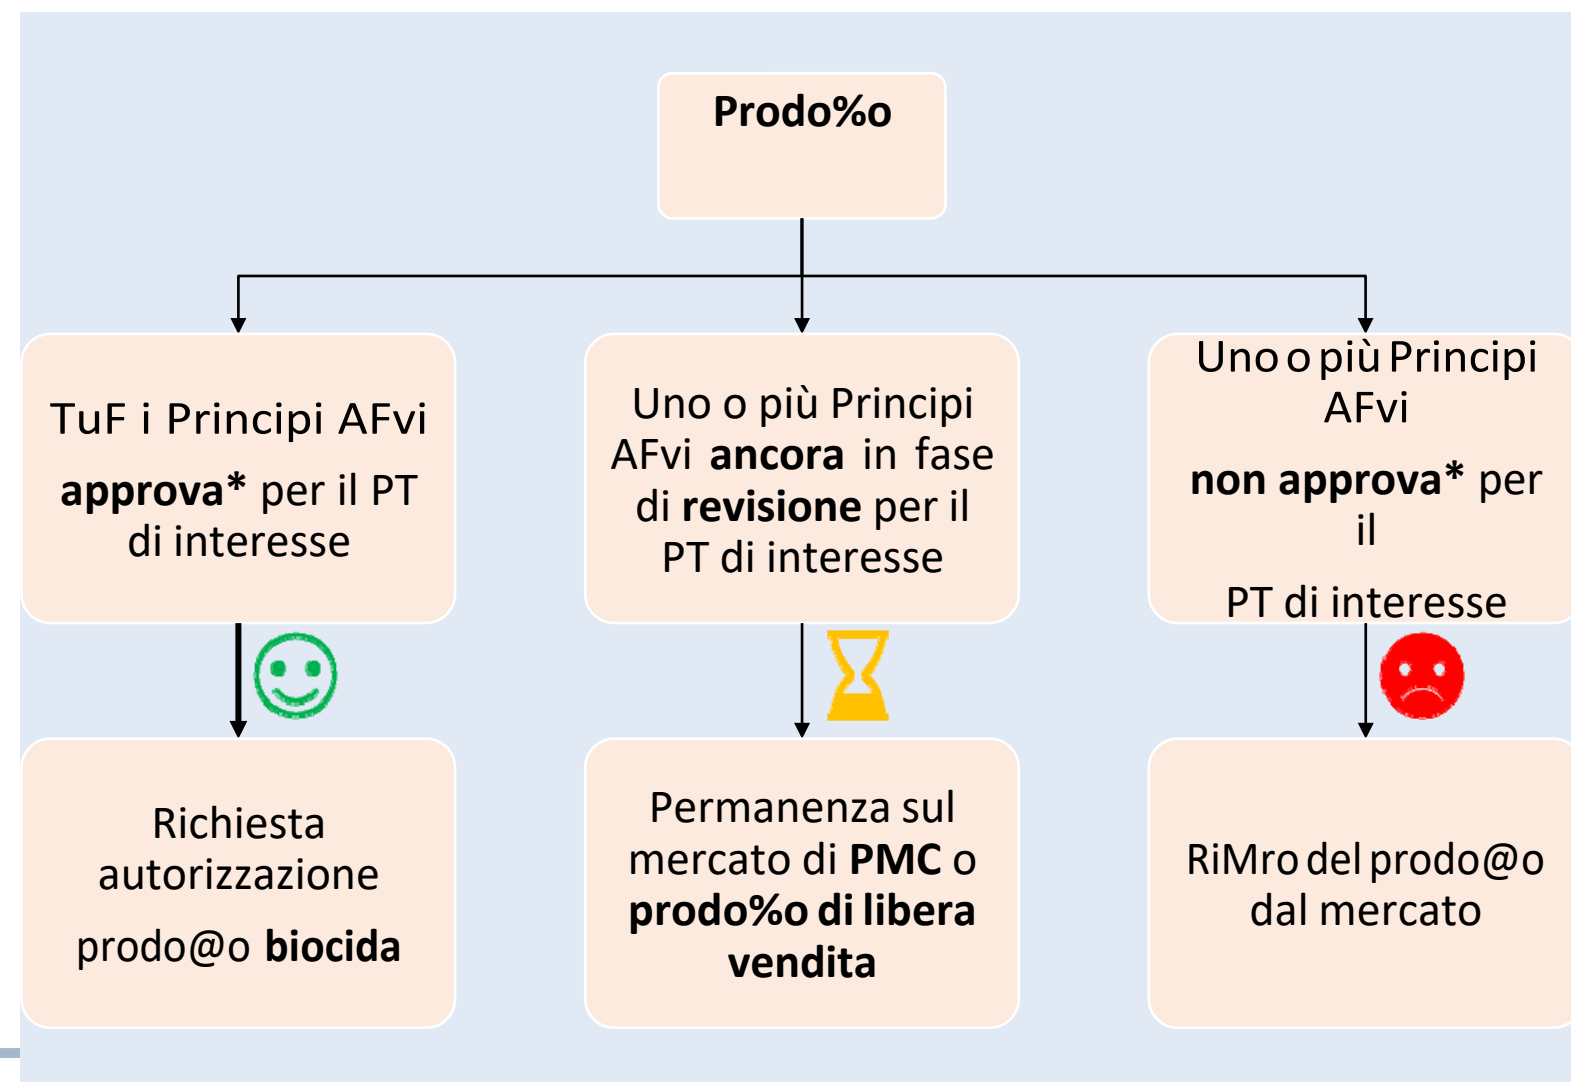 Prodo%o
TuF i Principi AFvi
approva* per il PT
di interesse
Uno o più Principi
AFvi ancora in fase
di revisione per il
PT di interesse
Uno o più Principi
AFvi
non approva* per
il
PT di interesse
Richiesta
autorizzazione
prodo@o biocida
Permanenza sul
mercato di PMC o
prodo%o di libera
vendita
RiMro del prodo@o
dal mercato